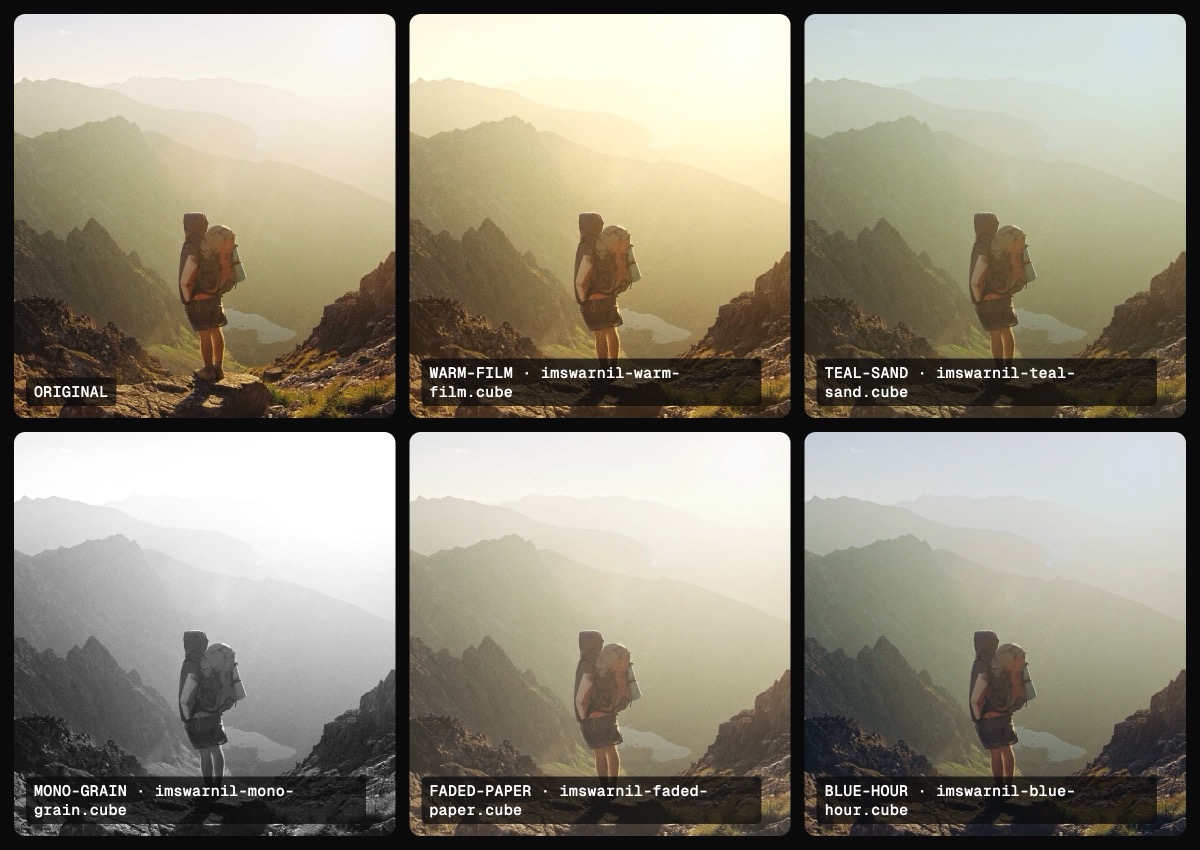 ORIGINAL
WARM-FILM · imswarnil-warm-
film.cube
TEAL-SAND · imswarnil-teal-
sand.cube
MONO-GRAIN · imswarnil-mono-
grain.cube
FADED-PAPER · imswarnil-faded-
paper.cube
BLUE-HOUR · imswarnil-blue-
hour.cube